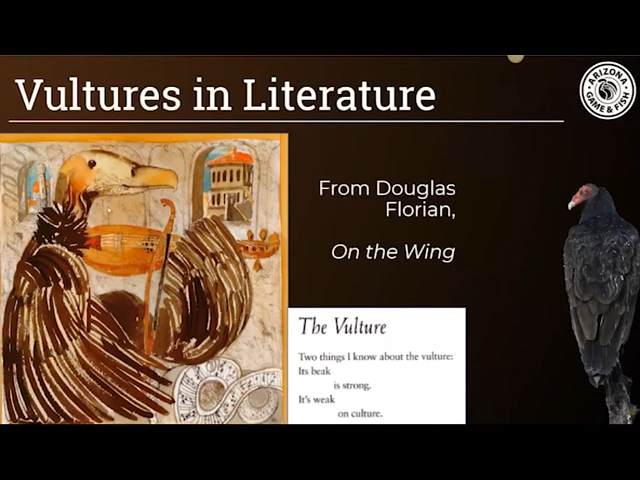 Vultures in Literature
ARIZONA
GAME & FISH
From Douglas
Florian,
On the Wing
The Vulture
Two things I know about the vulture:
Its beak
is strong.
It's weak
on culture.